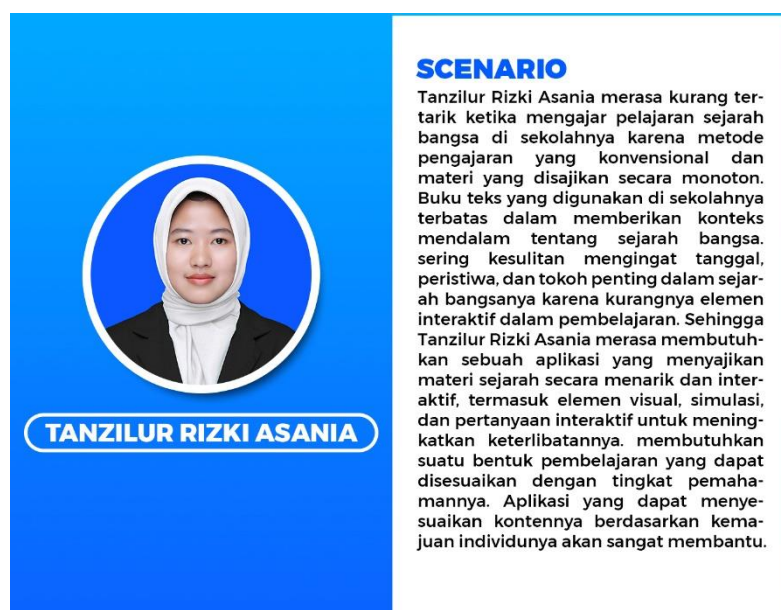 TANZILUR RIZKI ASANIA
SCENARIO
Tanzilur Rizki Asania merasa kurang ter-
tarik ketika mengajar pelajaran sejarah
bangsa di sekolahnya karena metode
pengajaran yang konvensional dan
materi yang disajikan secara monoton.
Buku teks yang digunakan di sekolahnya
terbatas dalam memberikan konteks
mendalam tentang sejarah bangsa.
sering kesulitan mengingat tanggal,
peristiwa, dan tokoh penting dalam sejar-
ah bangsanya karena kurangnya elemen
interaktif dalam pembelajaran. Sehingga
Tanzilur Rizki Asania merasa membutuh-
kan sebuah aplikasi yang menyajikan
materi sejarah secara menarik dan inter-
aktif, termasuk elemen visual, simulasi,
dan pertanyaan interaktif untuk mening-
katkan keterlibatannya. membutuhkan
suatu bentuk pembelajaran yang dapat
disesuaikan dengan tingkat pemaha-
mannya. Aplikasi yang dapat menye-
suaikan kontennya berdasarkan kema-
juan individunya akan sangat membantu.